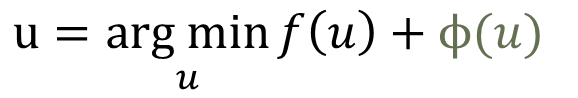 u = arg min f(u) + ϕ(u)
u